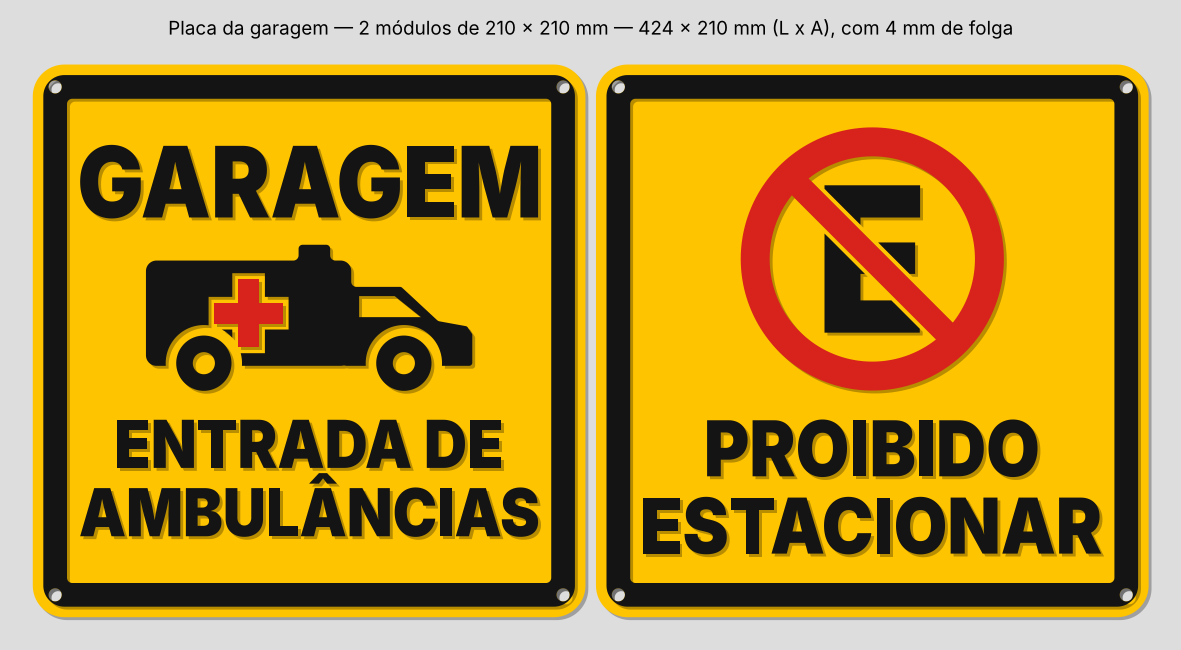 Placa da garagem — 2 módulos de 210 × 210 mm — 424 × 210 mm (L x A), com 4 mm de folga
GARAGEM
ENTRADA DE
AMBULÂNCIAS
E
PROIBIDO
ESTACIONAR